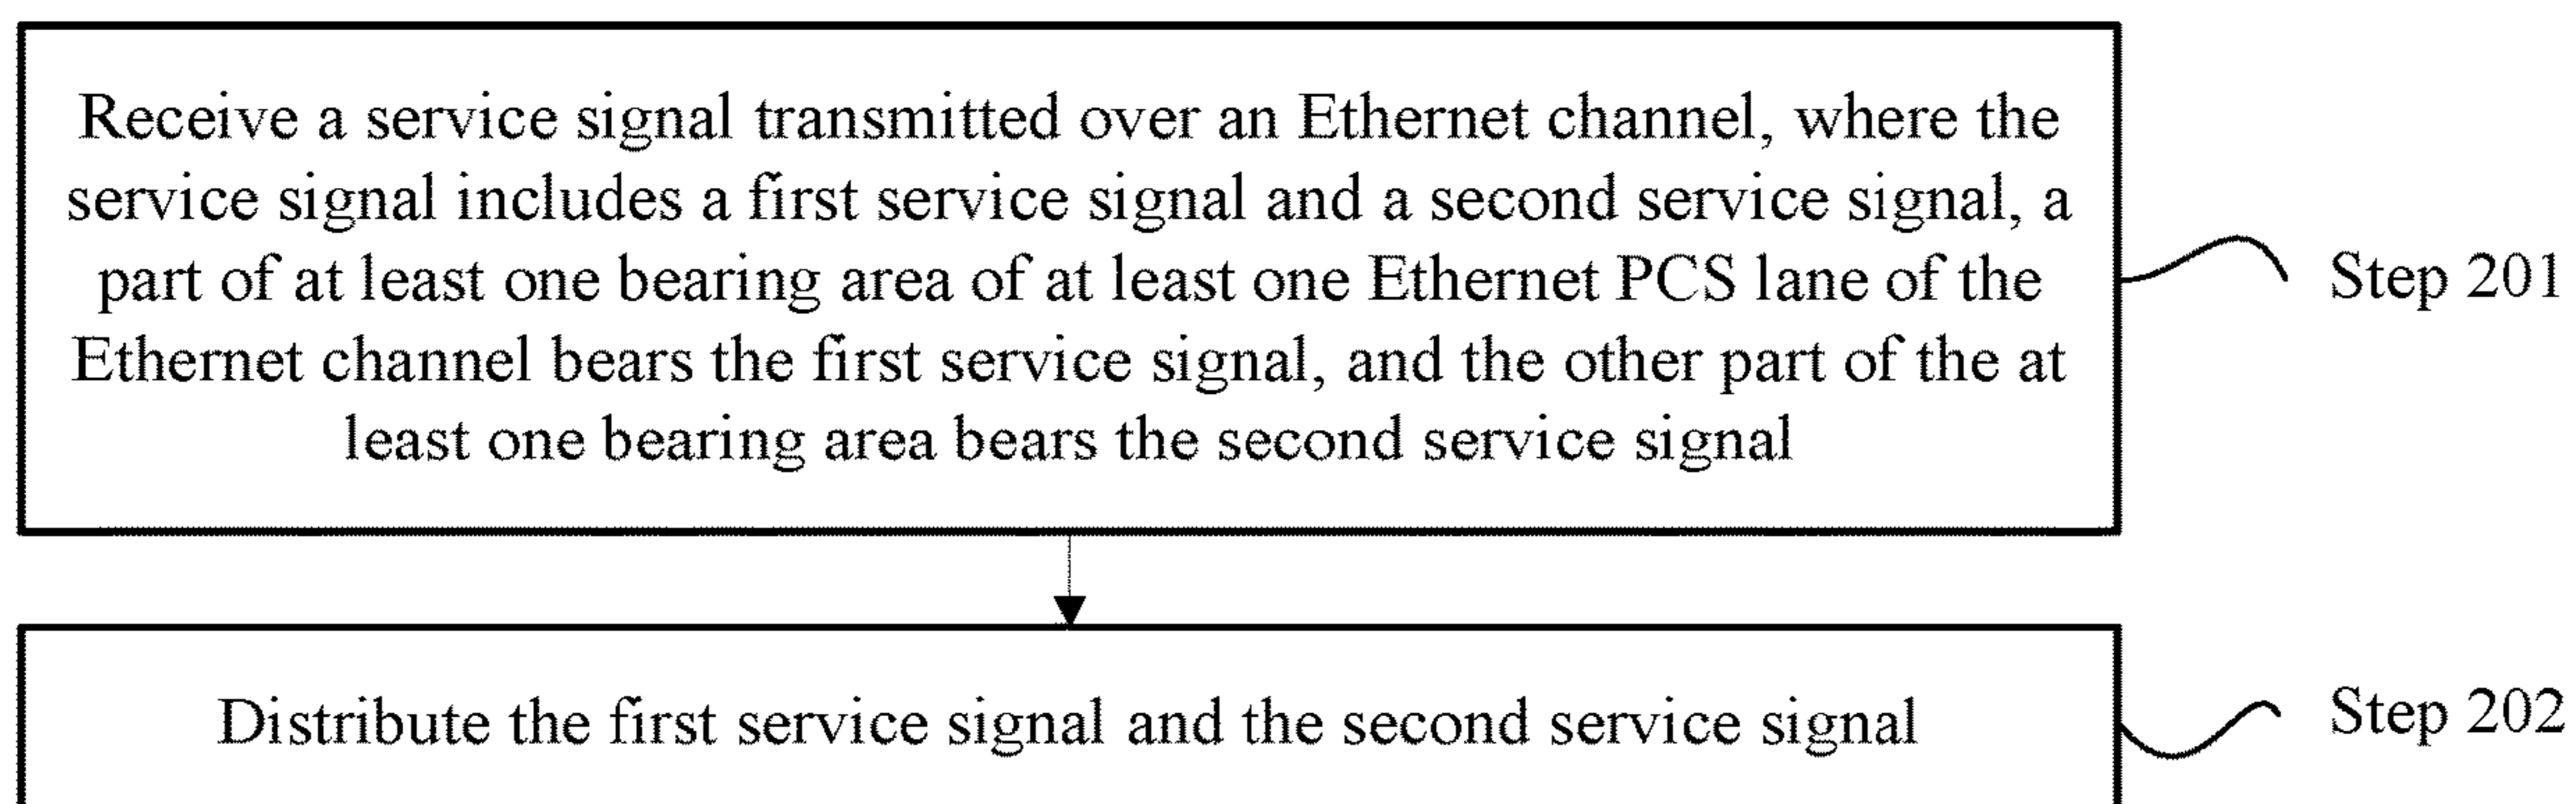 Receive a service signal transmitted over an Ethernet channel, where the
service signal includes a first service signal and a second service signal, a
part of at least one bearing area of at least one Ethernet PCS lane of the
Ethernet channel bears the first service signal, and the other part of the at
least one bearing area bears the second service signal
Step 201
Distribute the first service signal and the second service signal
Step 202